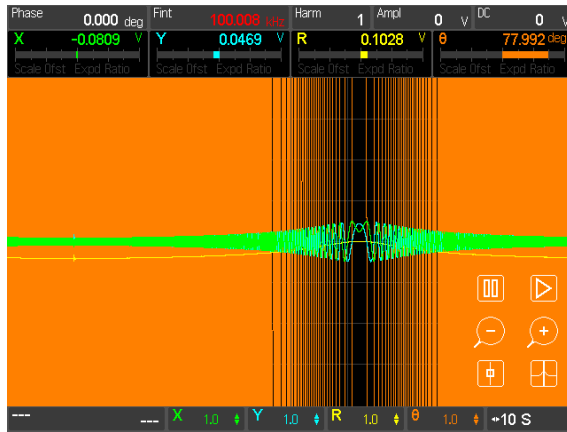 Phase 0.000 deg Fint 100.008 kHz Harm 1 Ampl 0 V DC 0 V
X -0.0809 V Y 0.0469 V R 0.1028 V θ 77.992 deg
Scale Ofst Expd Ratio Scale Ofst Expd Ratio Scale Ofst Expd Ratio Scale Ofst Expd Ratio
--- --- X 1.0 Y 1.0 R 1.0 θ 1.0 10 S